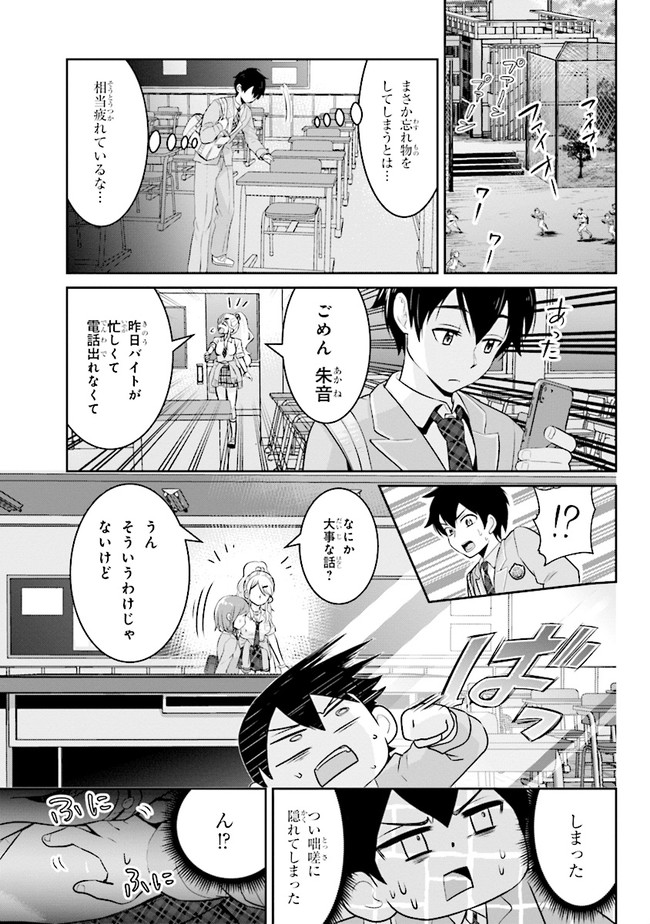 プァー
プァー
ファイオー
ワー
ワー
まさか忘れ物を
してしまうとは…
相当疲れているな…
あった
ごめん 朱音
昨日バイトが
忙しくて
電話出れなくて
!?
なにか
大事な話?
うん
そういうわけじゃ
ないけど
ばっ
しまった
つい咄嗟に
隠れてしまった
ん!?
ふに
ふに